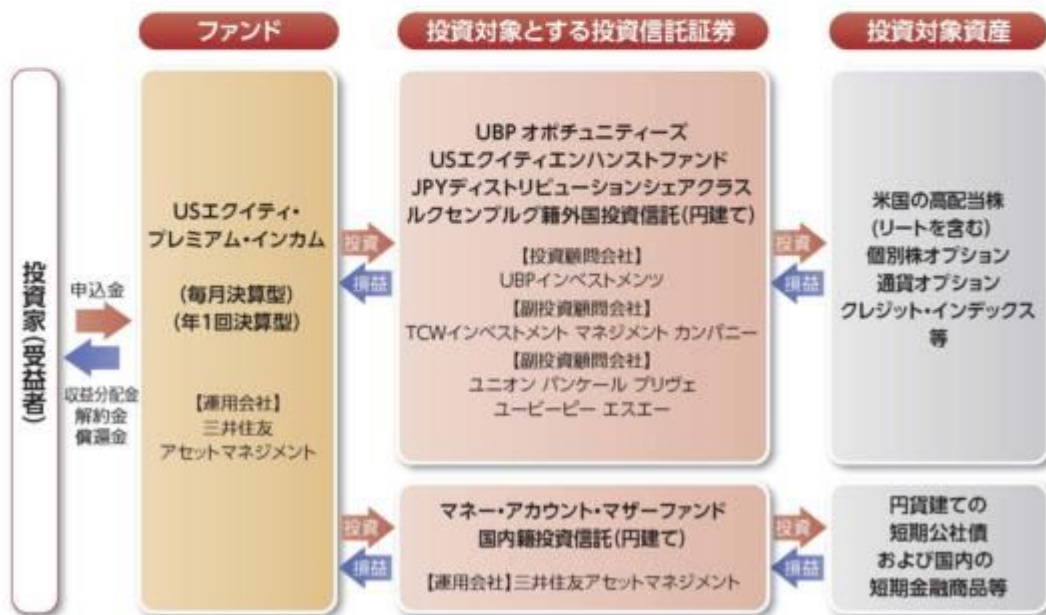 ファンド
投資対象とする投資信託証券
投資対象資産
投資家(受益者)
申込金
収益分配金
解約金
償還金
USエクイティ・
プレミアム・インカム
(毎月決算型)
(年1回決算型)
【運用会社】
三井住友
アセットマネジメント
投資
損益
UBP オポチュニティーズ
USエクイティエンハンストファンド
JPYディストリビューションシェアクラス
ルクセンブルグ籍外国投資信託(円建て)
【投資顧問会社】
UBPインベストメンツ
【副投資顧問会社】
TCWインベストメント マネジメント カンパニー
【副投資顧問会社】
ユニオン バンケール プリヴェ
ユービーピー エスエー
投資
損益
米国の高配当株
(リートを含む)
個別株オプション
通貨オプション
クレジット・インデックス
等
投資
損益
マネー・アカウント・マザーファンド
国内籍投資信託(円建て)
【運用会社】三井住友アセットマネジメント
投資
損益
円貨建ての
短期公社債
および国内の
短期金融商品等